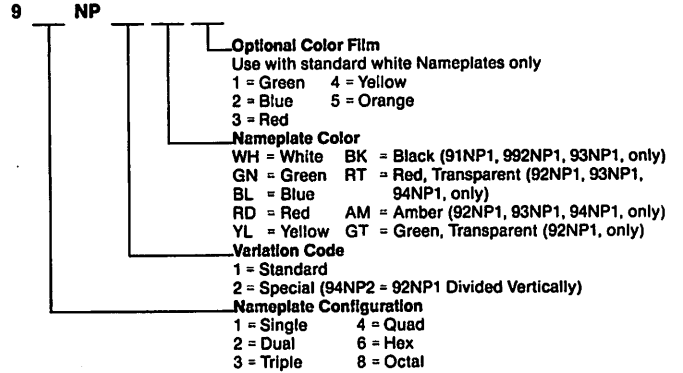 9 __ NP __ __ __
Optional Color Film
Use with standard white Nameplates only
1 = Green 4 = Yellow
2 = Blue 5 = Orange
3 = Red
Nameplate Color
WH = White BK = Black (91NP1, 992NP1, 93NP1, only)
GN = Green RT = Red, Transparent (92NP1, 93NP1,
BL = Blue 94NP1, only)
RD = Red AM = Amber (92NP1, 93NP1, 94NP1, only)
YL = Yellow GT = Green, Transparent (92NP1, only)
Variation Code
1 = Standard
2 = Special (94NP2 = 92NP1 Divided Vertically)
Nameplate Configuration
1 = Single 4 = Quad
2 = Dual 6 = Hex
3 = Triple 8 = Octal